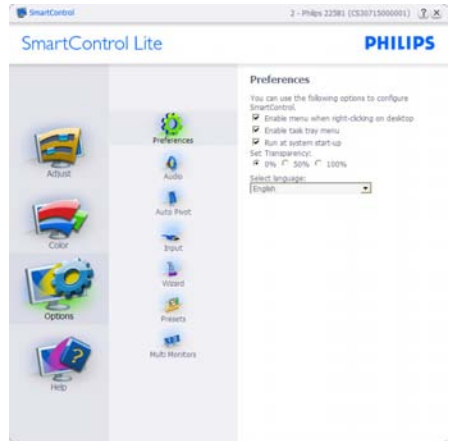 SmartControl
2 - Philips 225B1 (CS30715000001)
SmartControl Lite
PHILIPS
Adjust
Color
Options
Help
Preferences
Audio
Auto Pivot
Input
Wizard
Presets
Multi Monitors
Preferences
You can use the following options to configure
SmartControl.
Enable menu when right-clicking on desktop
Enable task tray menu
Run at system start-up
Set Transparency:
0% 50% 100%
Select language:
English